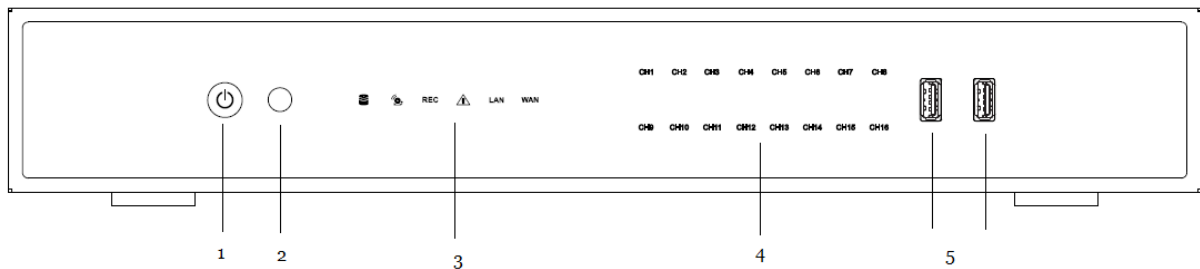 CH1 CH2 CH3 CH4 CH5 CH6 CH7 CH8
REC LAN WAN
CH9 CH10 CH11 CH12 CH13 CH14 CH15 CH16
1 2 3 4 5